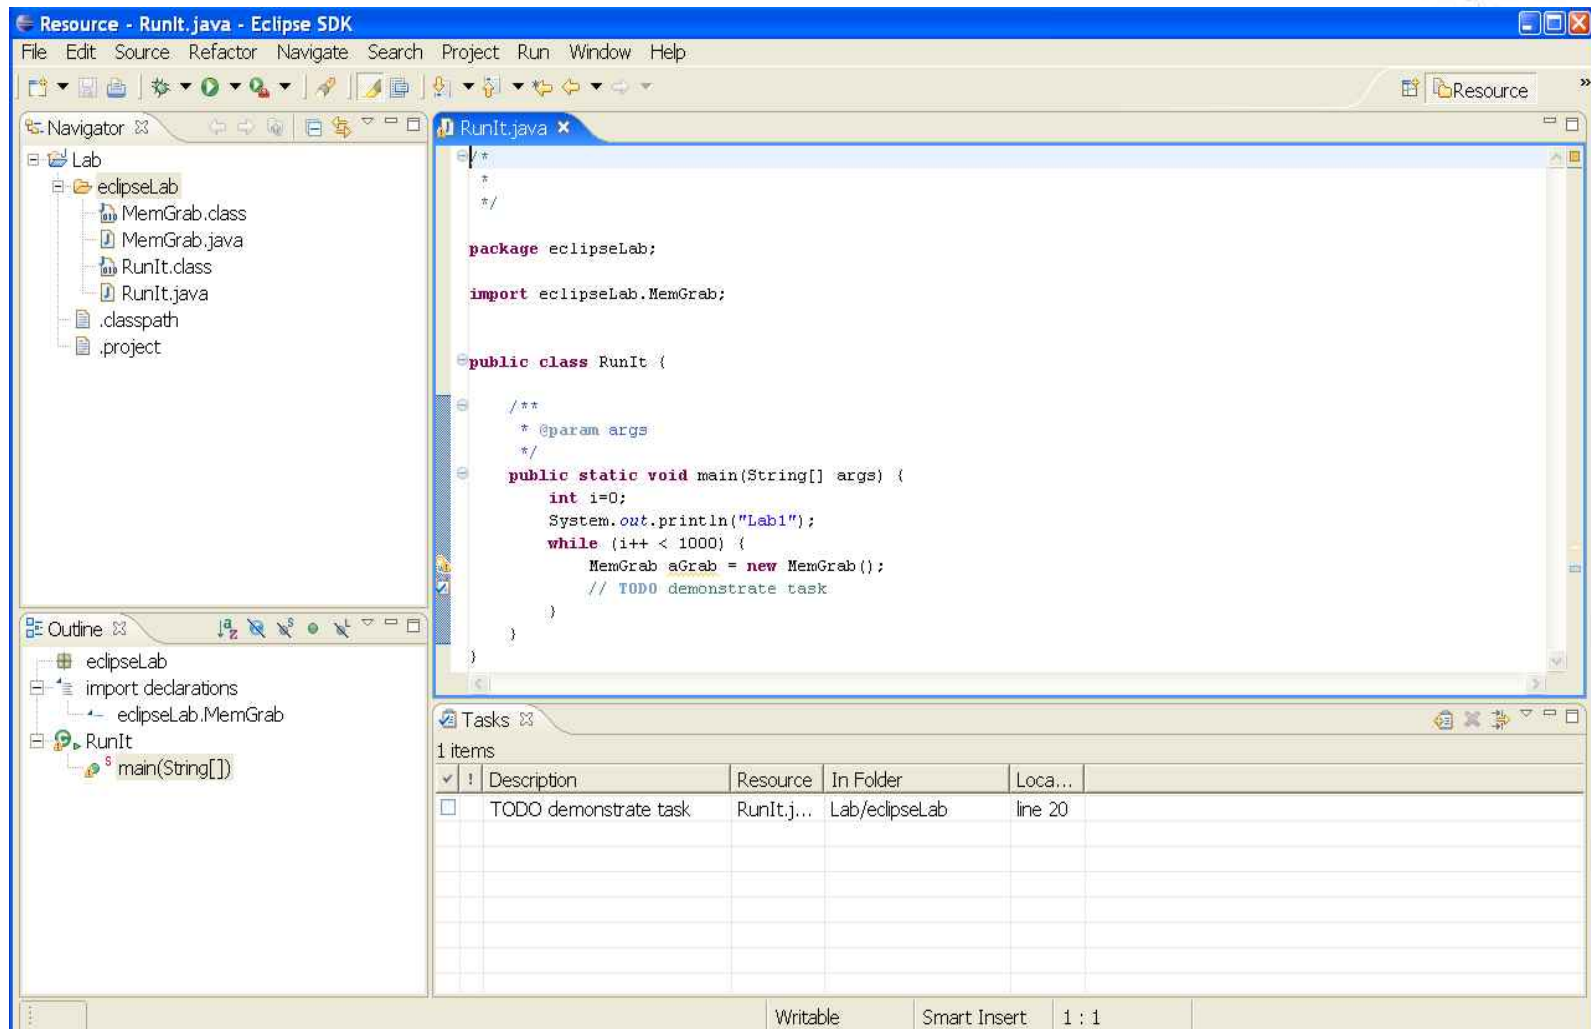 Resource - RunIt.java - Eclipse SDK
File Edit Source Refactor Navigate Search Project Run Window Help
Resource
Navigator
Lab
eclipseLab
MemGrab.class
MemGrab.java
RunIt.class
RunIt.java
.classpath
.project
RunIt.java
/*
*
*/
package eclipseLab;
import eclipseLab.MemGrab;
public class RunIt {
/**
* @param args
*/
public static void main(String[] args) {
int i=0;
System.out.println("Lab1");
while (i++ < 1000) {
MemGrab aGrab = new MemGrab();
// TODO demonstrate task
}
}
}
Outline
eclipseLab
import declarations
eclipseLab.MemGrab
RunIt
main(String[])
Tasks
1 items
! Description Resource In Folder Loca...
TODO demonstrate task RunIt.j... Lab/eclipseLab line 20
Writable Smart Insert 1 : 1